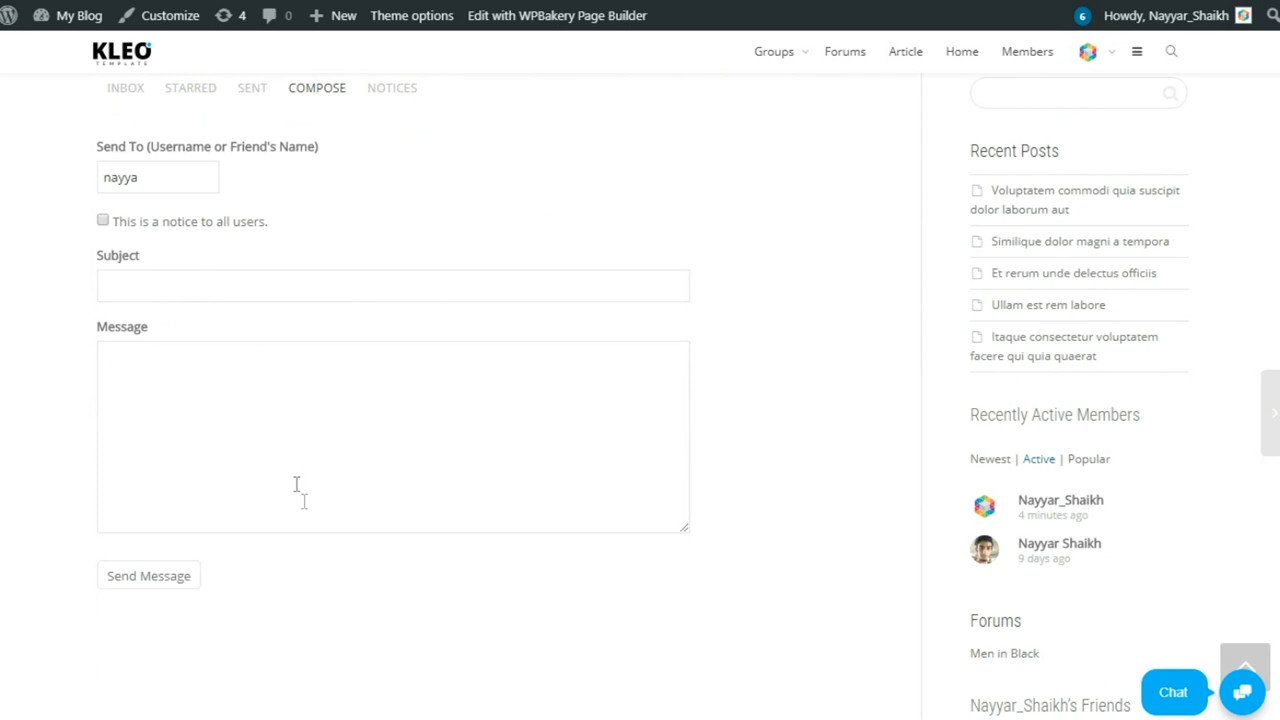 My Blog Customize 4 0 New Theme options Edit with WPBakery Page Builder 6 Howdy, Nayyar_Shaikh
KLEO
TEMPLATE
Groups Forums Article Home Members
INBOX STARRED SENT COMPOSE NOTICES
Send To (Username or Friend's Name)
nayya
This is a notice to all users.
Subject
Message
Send Message
Recent Posts
Voluptatem commodi quia suscipit
dolor laborum aut
Similique dolor magni a tempora
Et rerum unde delectus officiis
Ullam est rem labore
Itaque consectetur voluptatem
facere qui quia quaerat
Recently Active Members
Newest | Active | Popular
Nayyar_Shaikh
4 minutes ago
Nayyar Shaikh
9 days ago
Forums
Men in Black
Nayyar_Shaikh's Friends
Chat